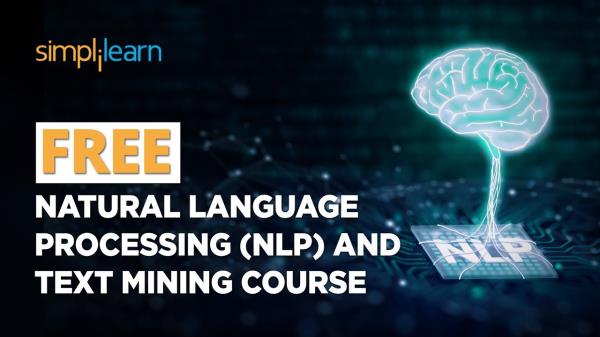 simplilearn
FREE
NATURAL LANGUAGE
PROCESSING (NLP) AND
TEXT MINING COURSE
NLP